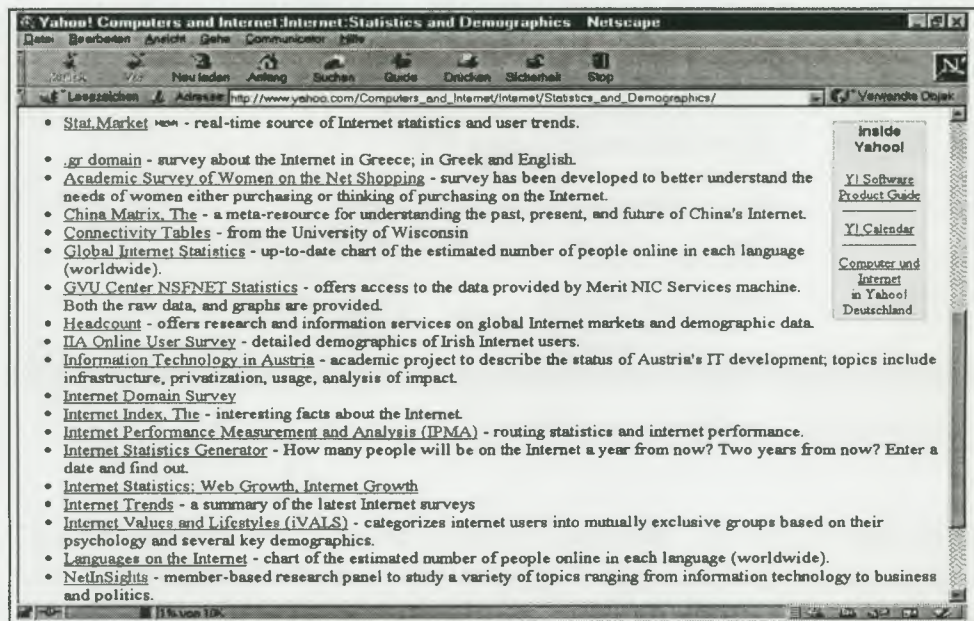 Yahoo! Computers and Internet:Internet:Statistics and Demographics - Netscape
Datei Bearbeiten Ansicht Gehe Communicator Hilfe
Zurück Vor Neu laden Anfang Suchen Guide Drucken Sicherheit Stop
Lesezeichen Adresse http://www.yahoo.com/Computers_and_Internet/Internet/Statistics_and_Demographics/ Verwandte Objek
• Stat.Market NEW! - real-time source of Internet statistics and user trends.
• .gr domain - survey about the Internet in Greece; in Greek and English.
• Academic Survey of Women on the Net Shopping - survey has been developed to better understand the
needs of women either purchasing or thinking of purchasing on the Internet.
• China Matrix, The - a meta-resource for understanding the past, present, and future of China's Internet.
• Connectivity Tables - from the University of Wisconsin
• Global Internet Statistics - up-to-date chart of the estimated number of people online in each language
(worldwide).
• GVU Center NSFNET Statistics - offers access to the data provided by Merit NIC Services machine.
Both the raw data, and graphs are provided.
• Headcount - offers research and information services on global Internet markets and demographic data.
• IIA Online User Survey - detailed demographics of Irish Internet users.
• Information Technology in Austria - academic project to describe the status of Austria's IT development; topics include
infrastructure, privatization, usage, analysis of impact.
• Internet Domain Survey
• Internet Index, The - interesting facts about the Internet.
• Internet Performance Measurement and Analysis (IPMA) - routing statistics and internet performance.
• Internet Statistics Generator - How many people will be on the Internet a year from now? Two years from now? Enter a
date and find out.
• Internet Statistics: Web Growth, Internet Growth
• Internet Trends - a summary of the latest Internet surveys
• Internet Values and Lifestyles (iVALS) - categorizes internet users into mutually exclusive groups based on their
psychology and several key demographics.
• Languages on the Internet - chart of the estimated number of people online in each language (worldwide).
• NetInSights - member-based research panel to study a variety of topics ranging from information technology to business
and politics.
inside
Yahoo!
Y! Software
Product Guide
Y! Calendar
Computer und
Internet
in Yahoo!
Deutschland
1% von 10K